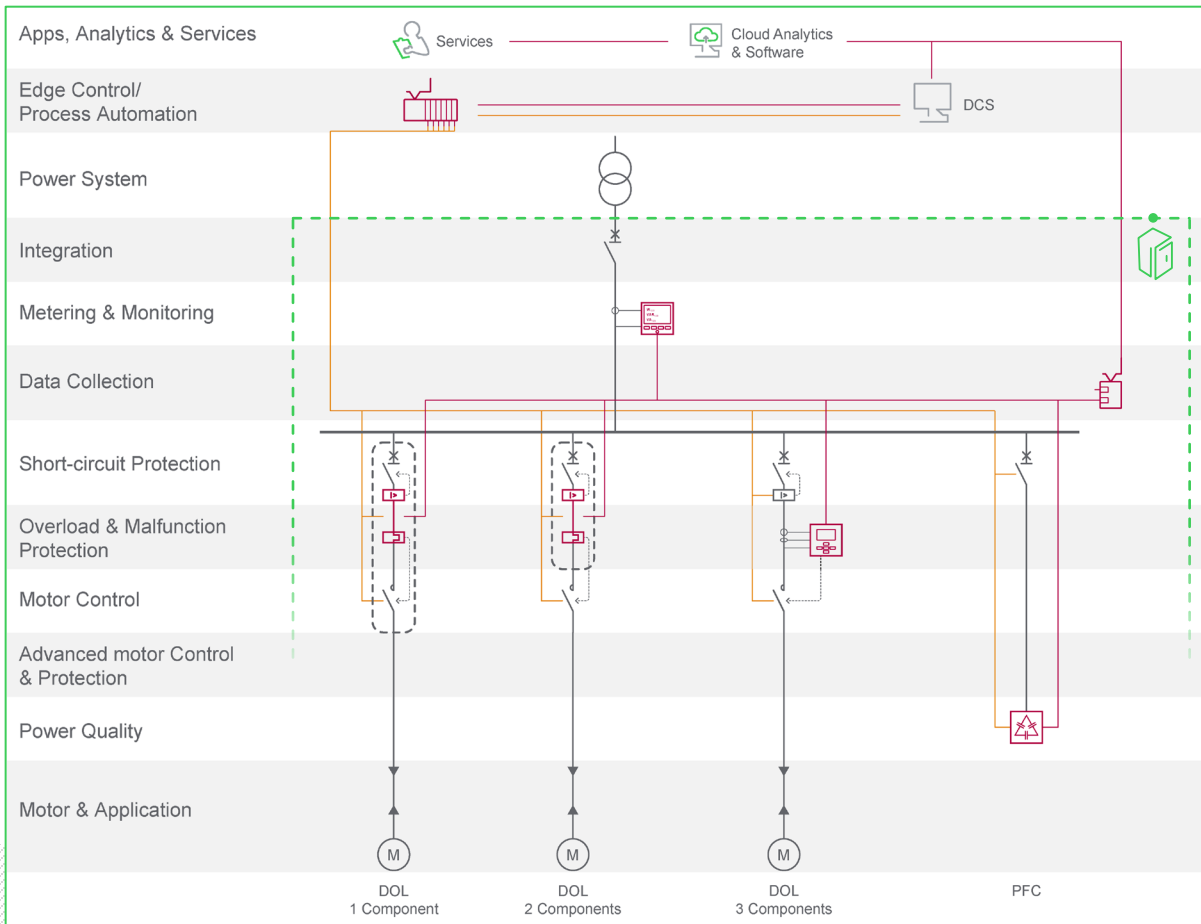 Apps, Analytics & Services
Services
Cloud Analytics
& Software
Edge Control/
Process Automation
DCS
Power System
Integration
Metering & Monitoring
Data Collection
Short-circuit Protection
Overload & Malfunction
Protection
Motor Control
Advanced motor Control
& Protection
Power Quality
Motor & Application
M
M
M
DOL
1 Component
DOL
2 Components
DOL
3 Components
PFC